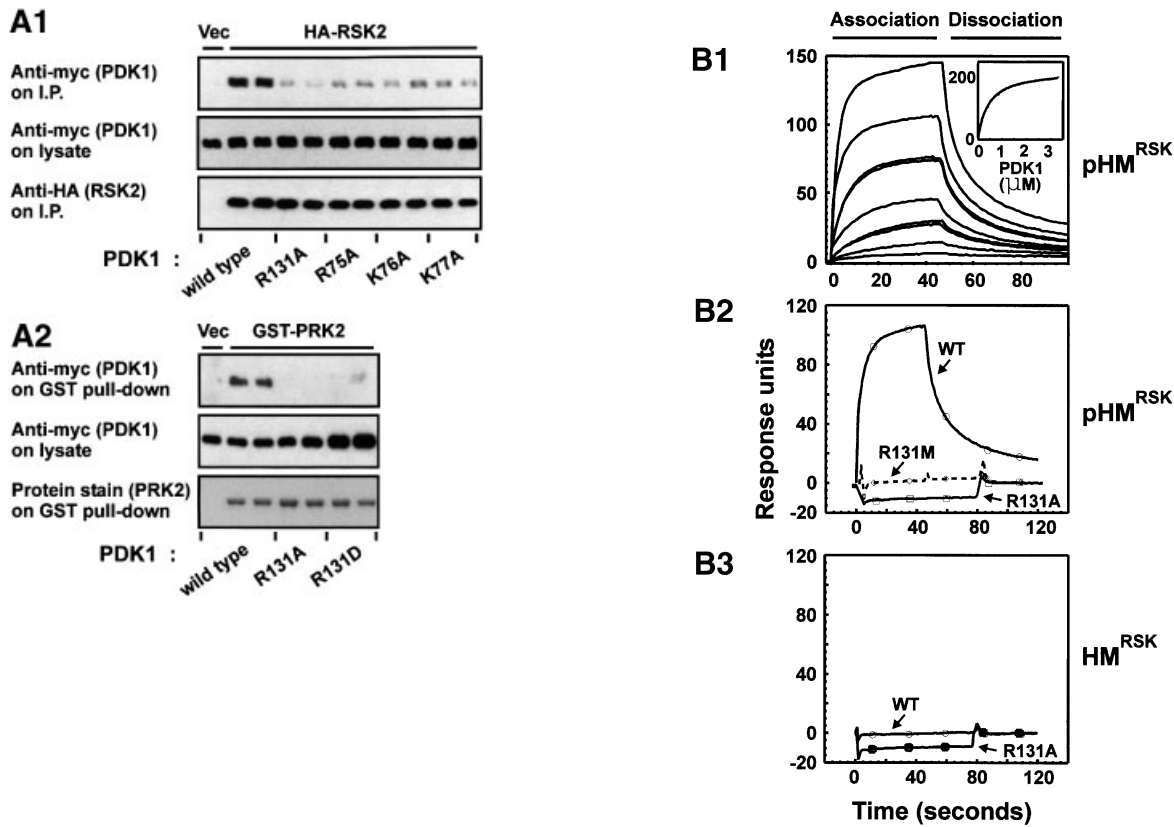 A1
Vec HA-RSK2
Anti-myc (PDK1)
on I.P.
Anti-myc (PDK1)
on lysate
Anti-HA (RSK2)
on I.P.
PDK1 : wild type R131A R75A K76A K77A
A2
Vec GST-PRK2
Anti-myc (PDK1)
on GST pull-down
Anti-myc (PDK1)
on lysate
Protein stain (PRK2)
on GST pull-down
PDK1 : wild type R131A R131D
Association Dissociation
B1
150
100
50
0
0 20 40 60 80
200
0
0 1 2 3
PDK1
(μM)
pHM^RSK
B2
120
80
40
0
-20
0 40 80 120
WT
R131M
R131A
pHM^RSK
Response units
B3
120
80
40
0
-20
0 40 80 120
WT
R131A
HM^RSK
Time (seconds)